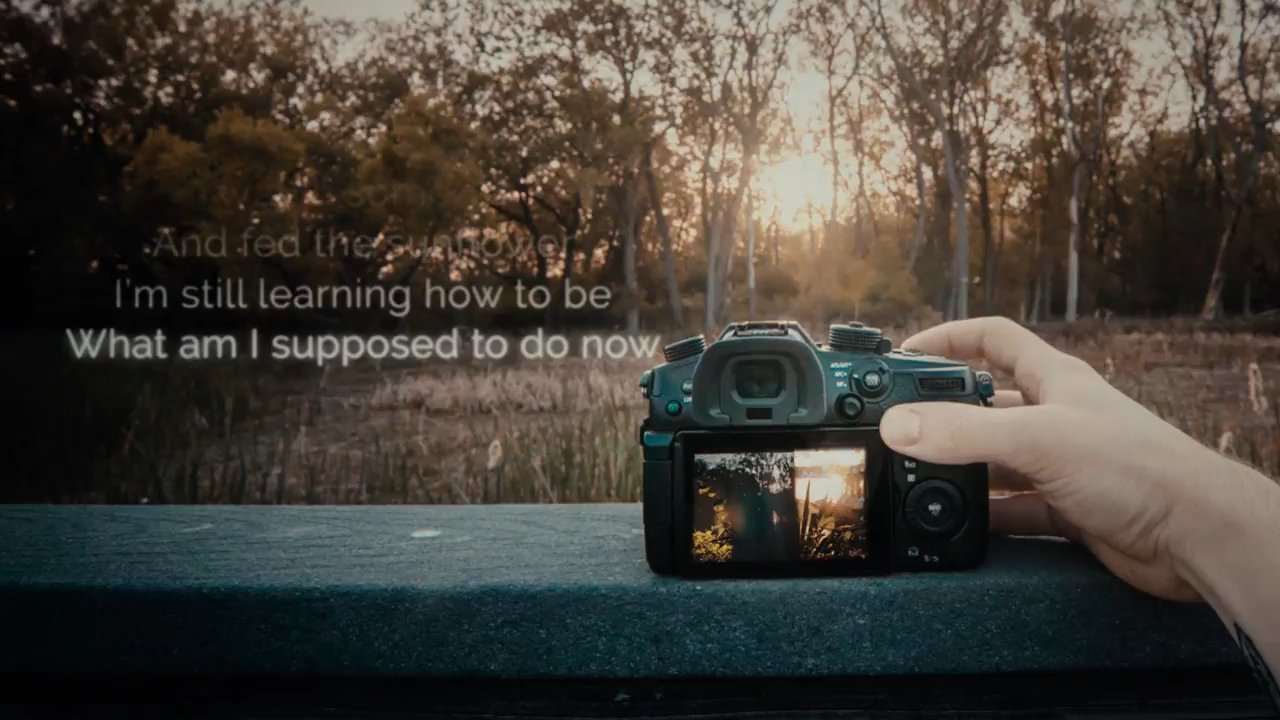 And fed the sunflower
I'm still learning how to be
What am I supposed to do now